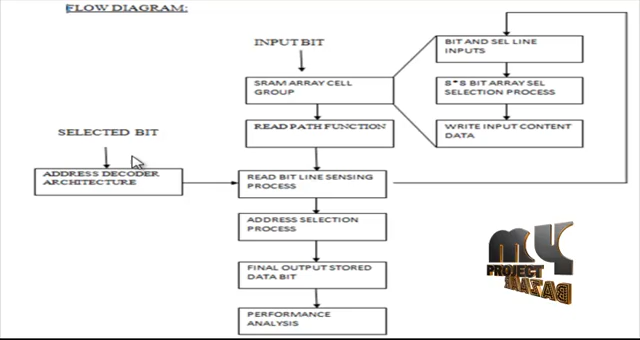 FLOW DIAGRAM:
INPUT BIT
BIT AND SEL LINE
INPUTS
SRAM ARRAY CELL
GROUP
8*8 BIT ARRAY SEL
SELECTION PROCESS
READ PATH FUNCTION
WRITE INPUT CONTENT
DATA
SELECTED BIT
ADDRESS DECODER
ARCHITECTURE
READ BIT LINE SENSING
PROCESS
ADDRESS SELECTION
PROCESS
FINAL OUTPUT STORED
DATA BIT
PERFORMANCE
ANALYSIS
MY
PROJECT
BAZAAR